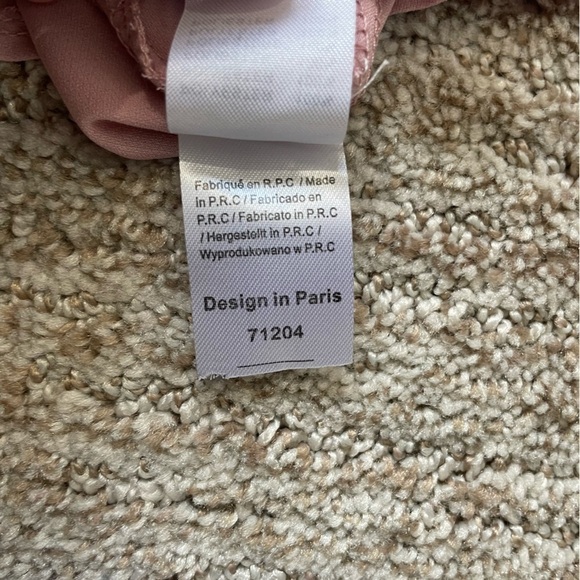 Fabriqué en R.P.C / Made
in P.R.C / Fabricado en
P.R.C / Fabricato in P.R.C
/ Hergestellt in P.R.C /
Wyprodukowano w P.R.C
Design in Paris
71204